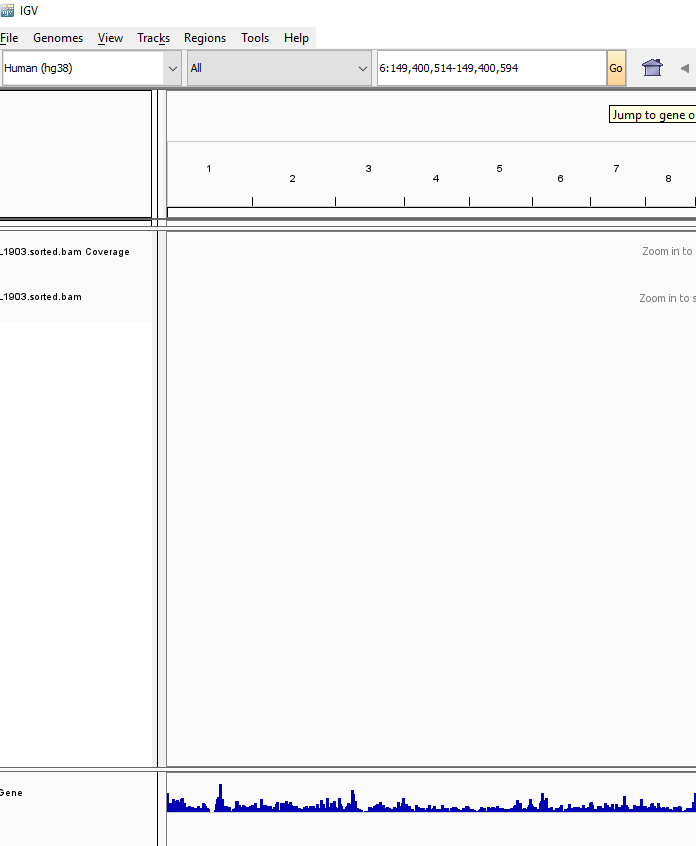 IGV
File Genomes View Tracks Regions Tools Help
Human (hg38) All 6:149,400,514-149,400,594 Go
Jump to gene o
1 2 3 4 5 6 7 8
L1903.sorted.bam Coverage
Zoom in to
L1903.sorted.bam
Zoom in to s
Gene